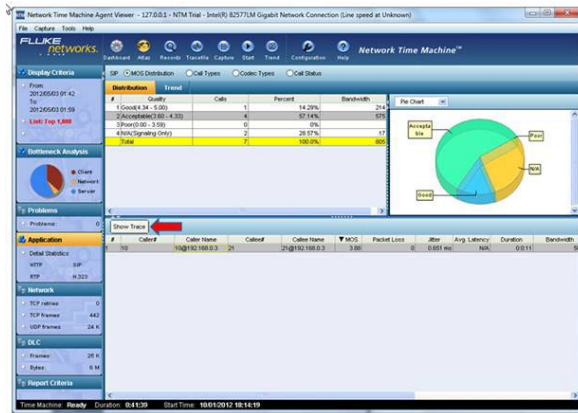 Network Time Machine Agent Viewer - 127.0.0.1 - NTM Trial - Intel(R) 82577LM Gigabit Network Connection (Line speed at Unknown)
File Capture Tools Help
FLUKE
networks.
Dashboard Atlas Records Tracefile Capture Start Trend Configuration Help
Network Time Machine™
Display Criteria
From:
2012/05/03 01:42
To:
2012/05/03 01:59
List: Top 1,000
Bottleneck Analysis
Client
Network
Server
Problems
Problems: 0
Application
Detail Statistics
HTTP SIP
RTP H.323
Network
TCP retries 0
TCP frames 442
UDP frames 24 K
DLC
Frames: 26 K
Bytes: 6 M
Report Criteria
SIP MOS Distribution Call Types Codec Types Call Status
Distribution Trend
# Quality Calls Percent Bandwidth
1 Good(4.34 - 5.00) 1 14.29% 214
2 Acceptable(3.60 - 4.33) 4 57.14% 575
3 Poor(0.00 - 3.59) 0 0%
4 N/A(Signaling Only) 2 28.57% 17
Total 7 100.0% 805
Pie Chart
Accepta
ble
Poor
N/A
Good
Show Trace
# Caller# Caller Name Callee# Callee Name MOS Packet Loss Jitter Avg. Latency Duration Bandwidth
1 10 10@192.168.0.3 21 21@192.168.0.3 3.88 0 0.851 ms N/A 0:0:11
Time Machine: Ready Duration: 0:41:39 Start Time: 10/01/2012 18:14:19